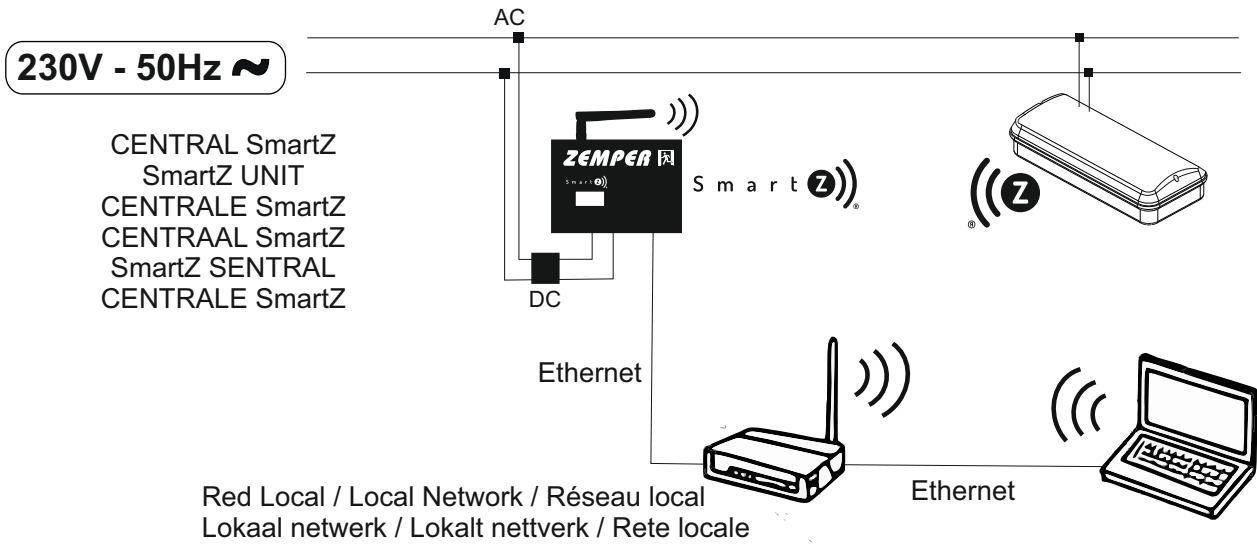 AC
230V - 50Hz ~
CENTRAL SmartZ
SmartZ UNIT
CENTRALE SmartZ
CENTRAAL SmartZ
SmartZ SENTRAL
CENTRALE SmartZ
ZEMPER
Smart Z
Smart Z ®
® Z
DC
Ethernet
Ethernet
Red Local / Local Network / Réseau local
Lokaal netwerk / Lokalt nettverk / Rete locale